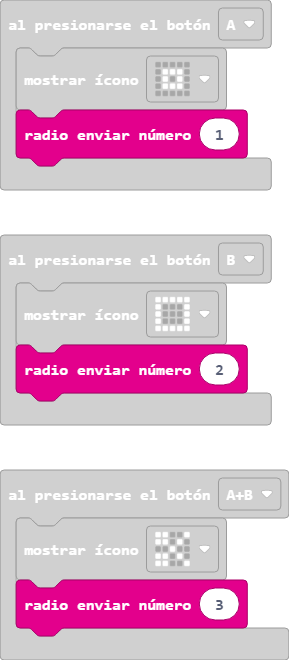 al presionarse el botón A
mostrar ícono
radio enviar número 1
al presionarse el botón B
mostrar ícono
radio enviar número 2
al presionarse el botón A+B
mostrar ícono
radio enviar número 3